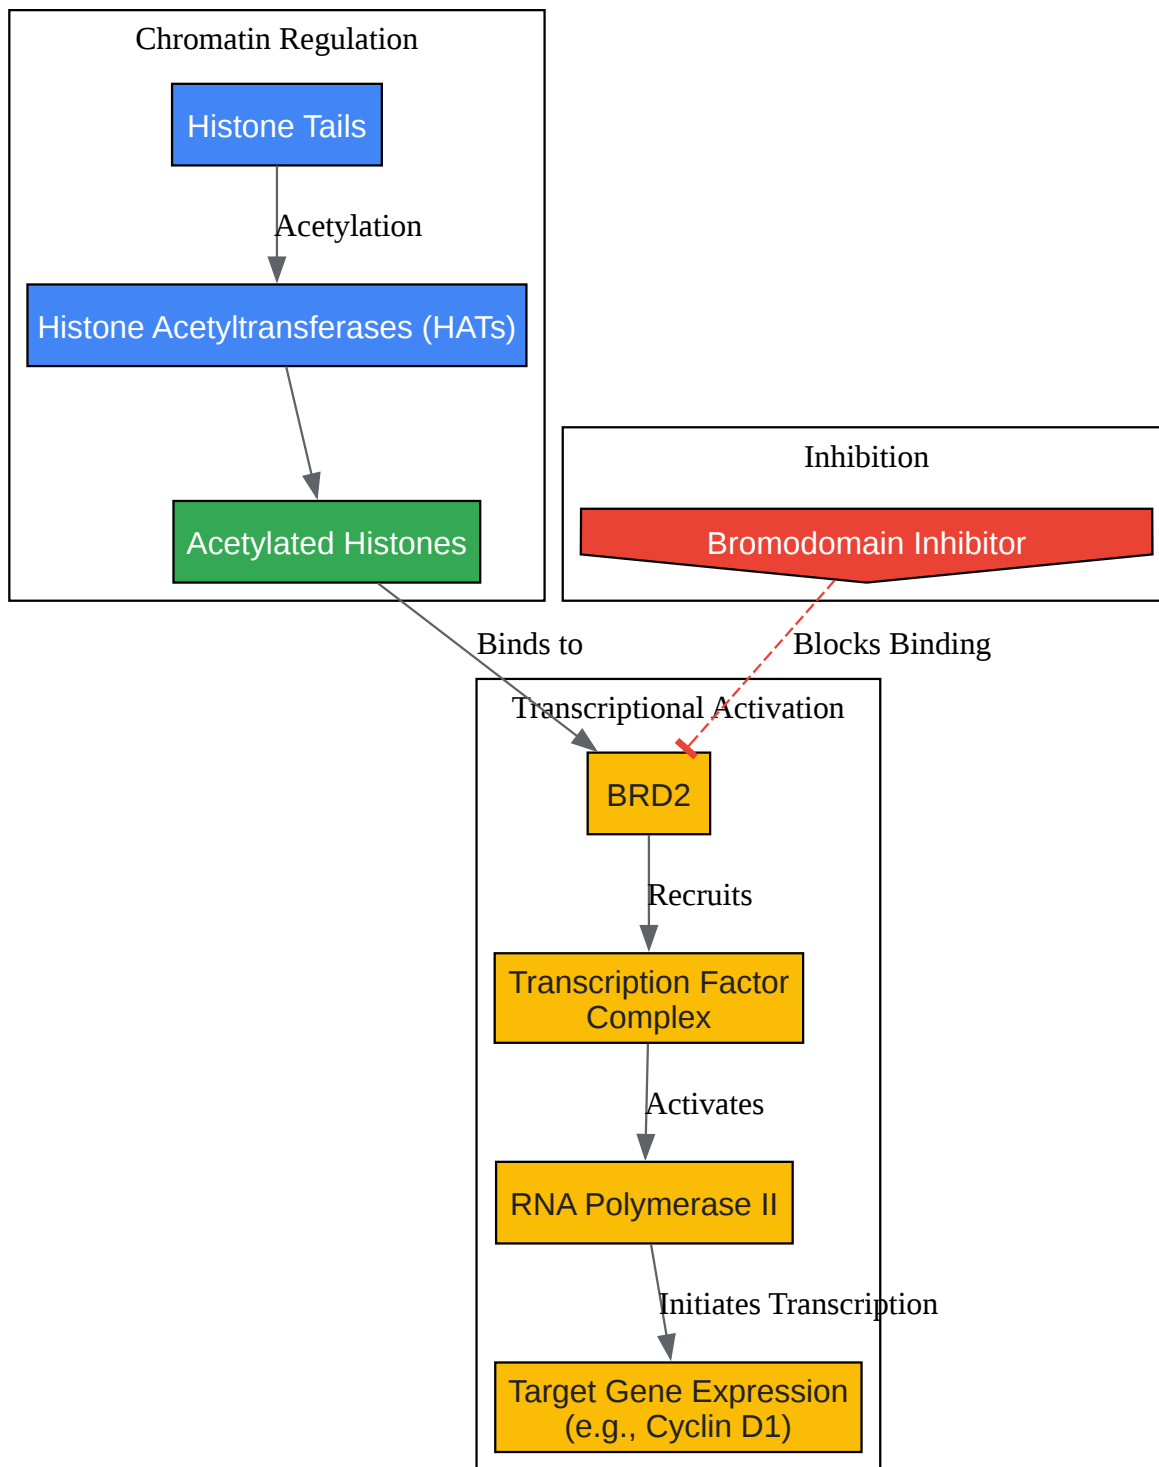 Chromatin Regulation
Histone Tails
Acetylation
Histone Acetyltransferases (HATs)
Acetylated Histones
Inhibition
Bromodomain Inhibitor
Binds to
Blocks Binding
Transcriptional Activation
BRD2
Recruits
Transcription Factor
Complex
Activates
RNA Polymerase II
Initiates Transcription
Target Gene Expression
(e.g., Cyclin D1)